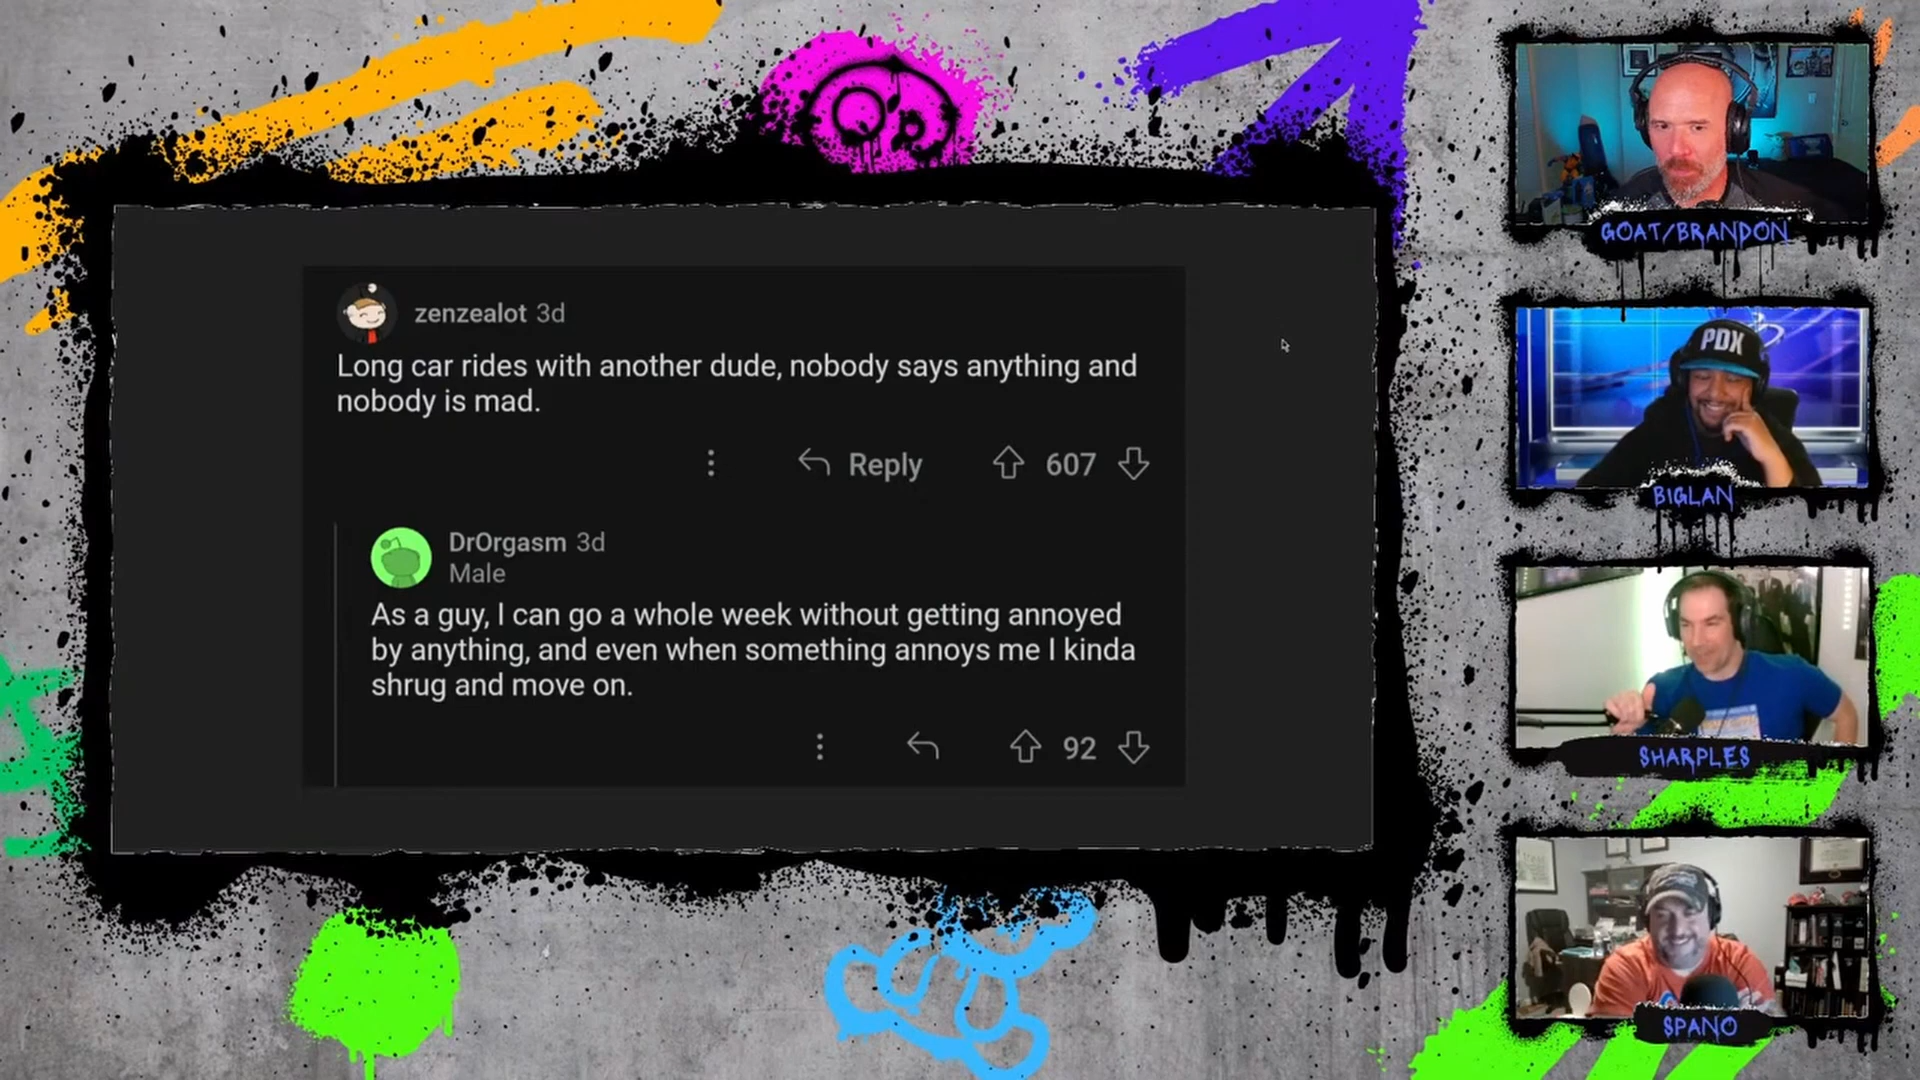 zenzealot 3d
Long car rides with another dude, nobody says anything and
nobody is mad.
Reply 607
DrOrgasm 3d
Male
As a guy, I can go a whole week without getting annoyed
by anything, and even when something annoys me I kinda
shrug and move on.
92
GOAT/BRANDON
PDX
BIGLAN
SHARPLES
SPANO